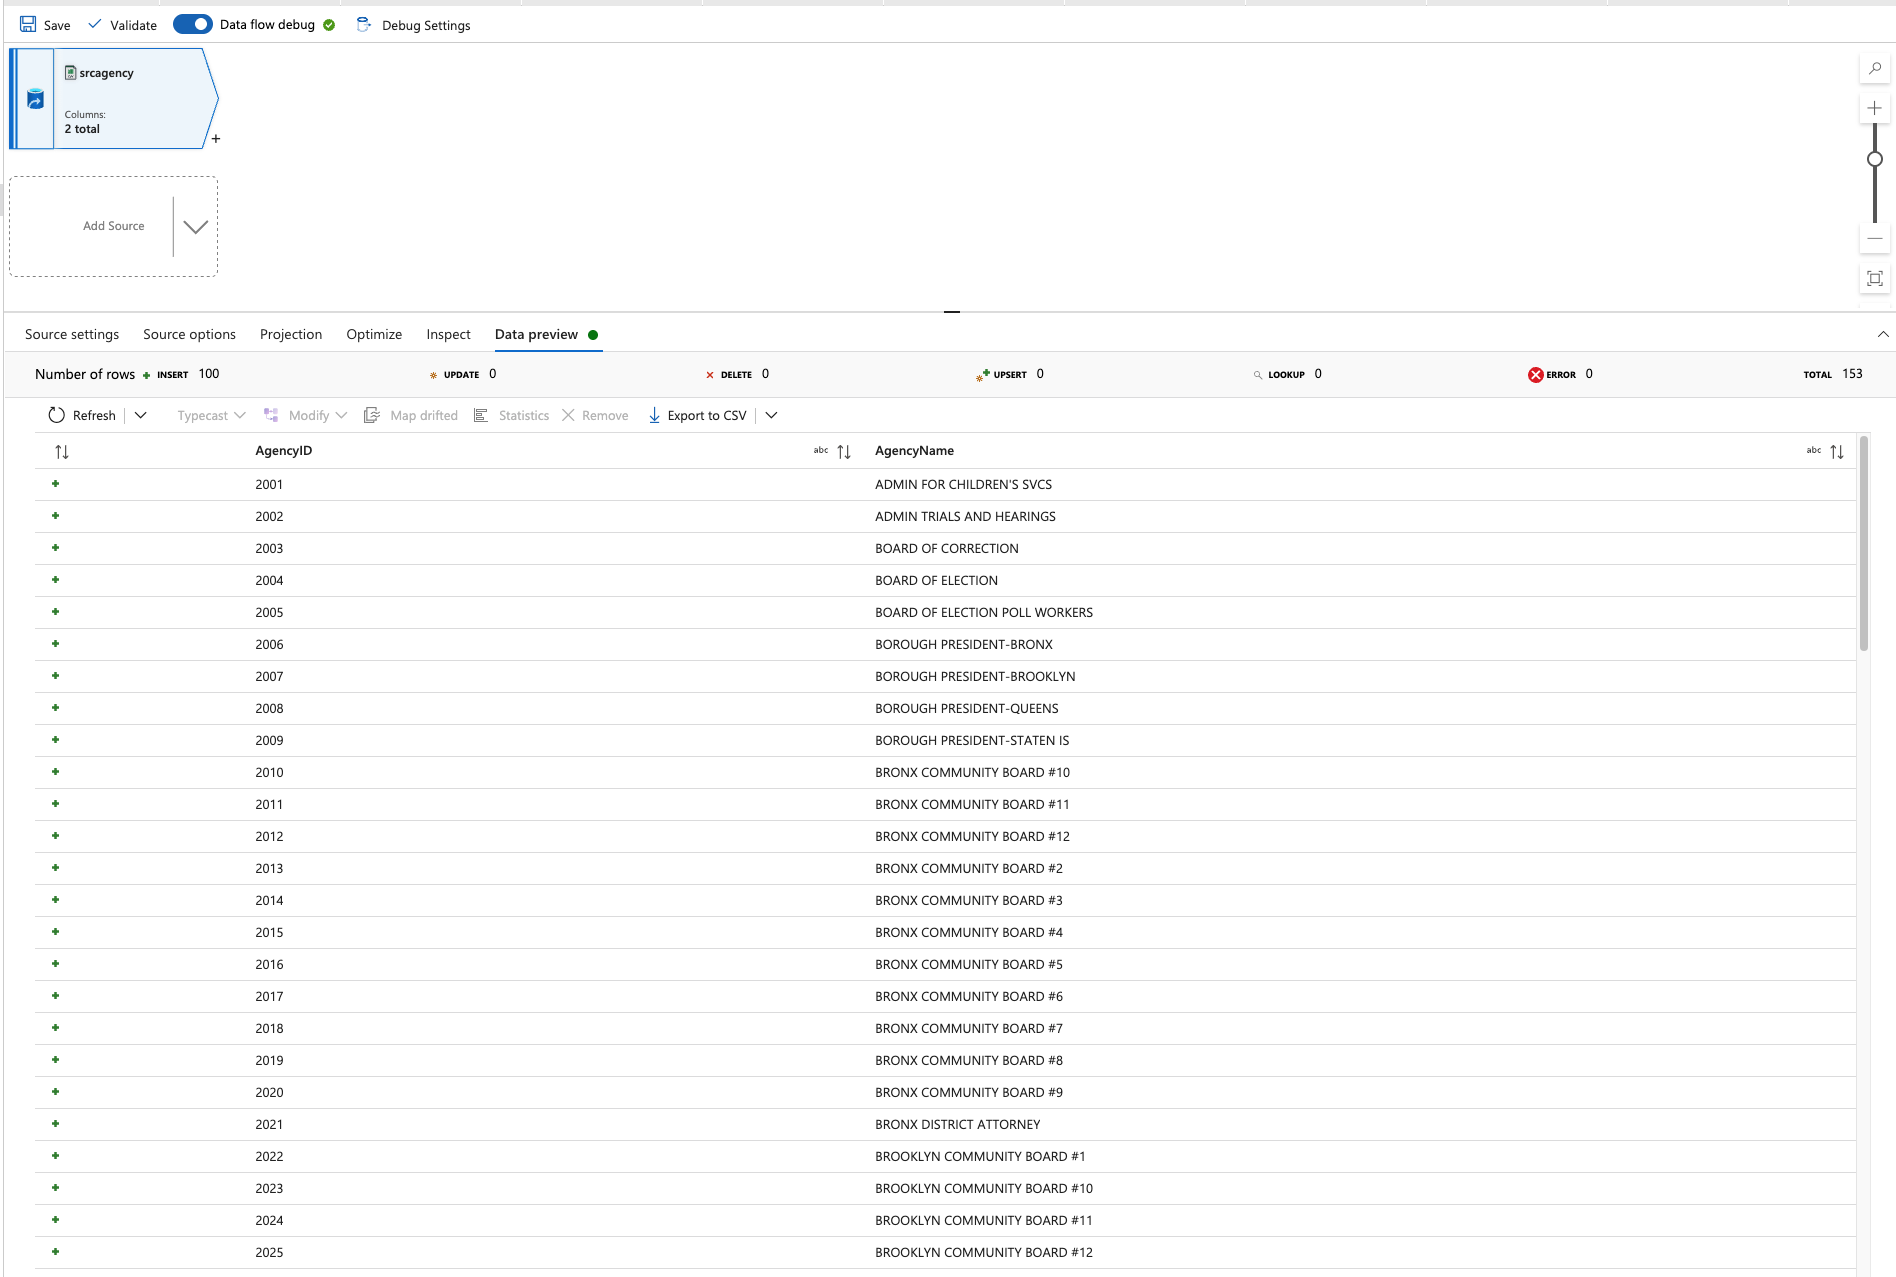 Save Validate Data flow debug Debug Settings
srcagency
Columns:
2 total
+
Add Source
Source settings Source options Projection Optimize Inspect Data preview
Number of rows INSERT 100 UPDATE 0 DELETE 0 UPSERT 0 LOOKUP 0 ERROR 0 TOTAL 153
Refresh Typecast Modify Map drifted Statistics Remove Export to CSV
AgencyID abc AgencyName abc
2001 ADMIN FOR CHILDREN'S SVCS
2002 ADMIN TRIALS AND HEARINGS
2003 BOARD OF CORRECTION
2004 BOARD OF ELECTION
2005 BOARD OF ELECTION POLL WORKERS
2006 BOROUGH PRESIDENT-BRONX
2007 BOROUGH PRESIDENT-BROOKLYN
2008 BOROUGH PRESIDENT-QUEENS
2009 BOROUGH PRESIDENT-STATEN IS
2010 BRONX COMMUNITY BOARD #10
2011 BRONX COMMUNITY BOARD #11
2012 BRONX COMMUNITY BOARD #12
2013 BRONX COMMUNITY BOARD #2
2014 BRONX COMMUNITY BOARD #3
2015 BRONX COMMUNITY BOARD #4
2016 BRONX COMMUNITY BOARD #5
2017 BRONX COMMUNITY BOARD #6
2018 BRONX COMMUNITY BOARD #7
2019 BRONX COMMUNITY BOARD #8
2020 BRONX COMMUNITY BOARD #9
2021 BRONX DISTRICT ATTORNEY
2022 BROOKLYN COMMUNITY BOARD #1
2023 BROOKLYN COMMUNITY BOARD #10
2024 BROOKLYN COMMUNITY BOARD #11
2025 BROOKLYN COMMUNITY BOARD #12